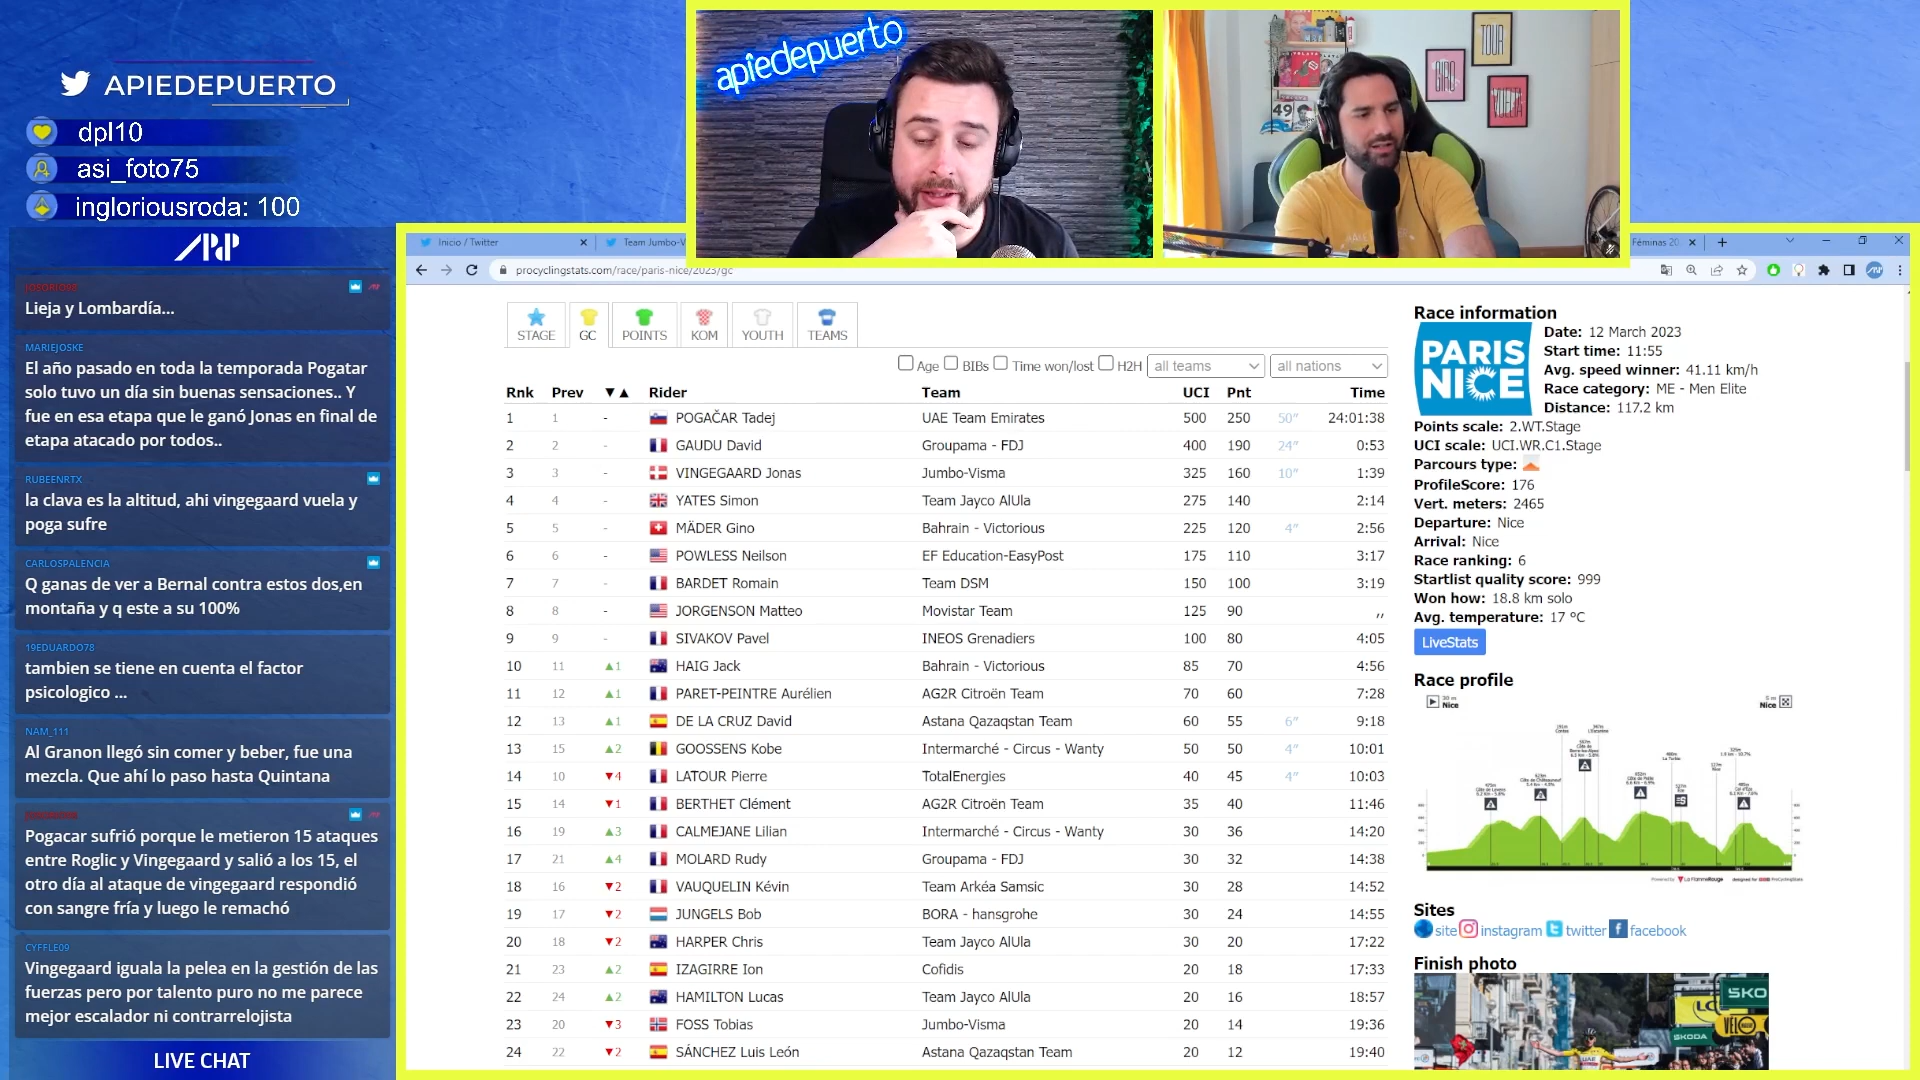 APIEDEPUERTO
dpl10
asi_foto75
ingloriousroda: 100
apiedepuerto
TOUR
GIRO
VUELTA
49
Lieja y Lombardía...
MARIEJOSKE
El año pasado en toda la temporada Pogatar
solo tuvo un día sin buenas sensaciones.. Y
fue en esa etapa que le ganó Jonas en final de
etapa atacado por todos..
RUBEENRTX
la clava es la altitud, ahi vingegaard vuela y
poga sufre
CARLOSPALENCIA
Q ganas de ver a Bernal contra estos dos,en
montaña y q este a su 100%
19EDUARDO78
tambien se tiene en cuenta el factor
psicologico ...
NAM_111
Al Granon llegó sin comer y beber, fue una
mezcla. Que ahí lo paso hasta Quintana
Pogacar sufrió porque le metieron 15 ataques
entre Roglic y Vingegaard y salió a los 15, el
otro día al ataque de vingegaard respondió
con sangre fría y luego le remachó
CYFFLE09
Vingegaard iguala la pelea en la gestión de las
fuerzas pero por talento puro no me parece
mejor escalador ni contrarrelojista
LIVE CHAT
Inicio / Twitter
Team Jumbo-V
Féminas 20
procyclingstats.com/race/paris-nice/2023/gc
STAGE GC POINTS KOM YOUTH TEAMS
Age BIBs Time won/lost H2H all teams all nations
Rnk Prev ▼▲ Rider Team UCI Pnt Time
1 1 - POGAČAR Tadej UAE Team Emirates 500 250 50″ 24:01:38
2 2 - GAUDU David Groupama - FDJ 400 190 24″ 0:53
3 3 - VINGEGAARD Jonas Jumbo-Visma 325 160 10″ 1:39
4 4 - YATES Simon Team Jayco AlUla 275 140 2:14
5 5 - MÄDER Gino Bahrain - Victorious 225 120 4″ 2:56
6 6 - POWLESS Neilson EF Education-EasyPost 175 110 3:17
7 7 - BARDET Romain Team DSM 150 100 3:19
8 8 - JORGENSON Matteo Movistar Team 125 90 ,,
9 9 - SIVAKOV Pavel INEOS Grenadiers 100 80 4:05
10 11 ▲1 HAIG Jack Bahrain - Victorious 85 70 4:56
11 12 ▲1 PARET-PEINTRE Aurélien AG2R Citroën Team 70 60 7:28
12 13 ▲1 DE LA CRUZ David Astana Qazaqstan Team 60 55 6″ 9:18
13 15 ▲2 GOOSSENS Kobe Intermarché - Circus - Wanty 50 50 4″ 10:01
14 10 ▼4 LATOUR Pierre TotalEnergies 40 45 4″ 10:03
15 14 ▼1 BERTHET Clément AG2R Citroën Team 35 40 11:46
16 19 ▲3 CALMEJANE Lilian Intermarché - Circus - Wanty 30 36 14:20
17 21 ▲4 MOLARD Rudy Groupama - FDJ 30 32 14:38
18 16 ▼2 VAUQUELIN Kévin Team Arkéa Samsic 30 28 14:52
19 17 ▼2 JUNGELS Bob BORA - hansgrohe 30 24 14:55
20 18 ▼2 HARPER Chris Team Jayco AlUla 30 20 17:22
21 23 ▲2 IZAGIRRE Ion Cofidis 20 18 17:33
22 24 ▲2 HAMILTON Lucas Team Jayco AlUla 20 16 18:57
23 20 ▼3 FOSS Tobias Jumbo-Visma 20 14 19:36
24 22 ▼2 SÁNCHEZ Luis León Astana Qazaqstan Team 20 12 19:40
Race information
PARIS
NICE
Date: 12 March 2023
Start time: 11:55
Avg. speed winner: 41.11 km/h
Race category: ME - Men Elite
Distance: 117.2 km
Points scale: 2.WT.Stage
UCI scale: UCI.WR.C1.Stage
Parcours type:
ProfileScore: 176
Vert. meters: 2465
Departure: Nice
Arrival: Nice
Race ranking: 6
Startlist quality score: 999
Won how: 18.8 km solo
Avg. temperature: 17 °C
LiveStats
Race profile
Nice
Nice
Sites
site instagram twitter facebook
Finish photo
SKO
SKODA